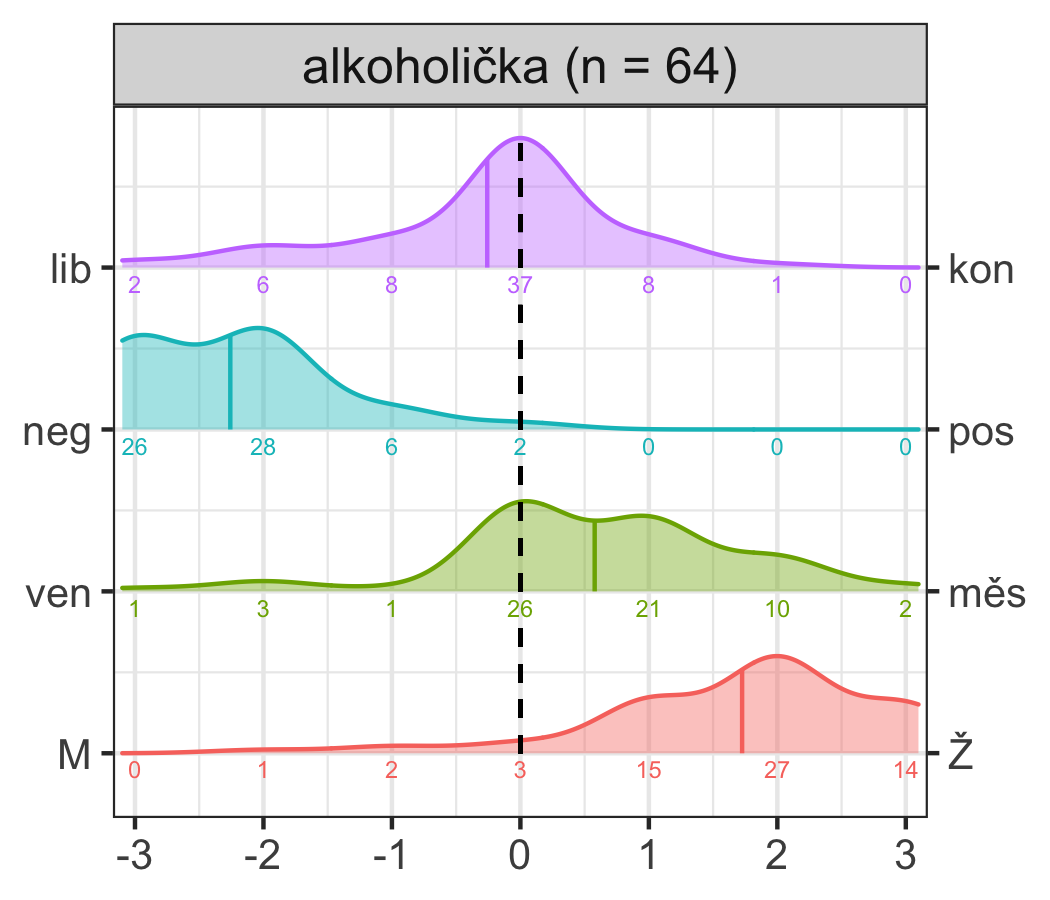 alkoholička (n = 64)
lib kon
2 6 8 37 8 1 0
neg pos
26 28 6 2 0 0 0
ven měs
1 3 1 26 21 10 2
M Ž
0 1 2 3 15 27 14
-3 -2 -1 0 1 2 3